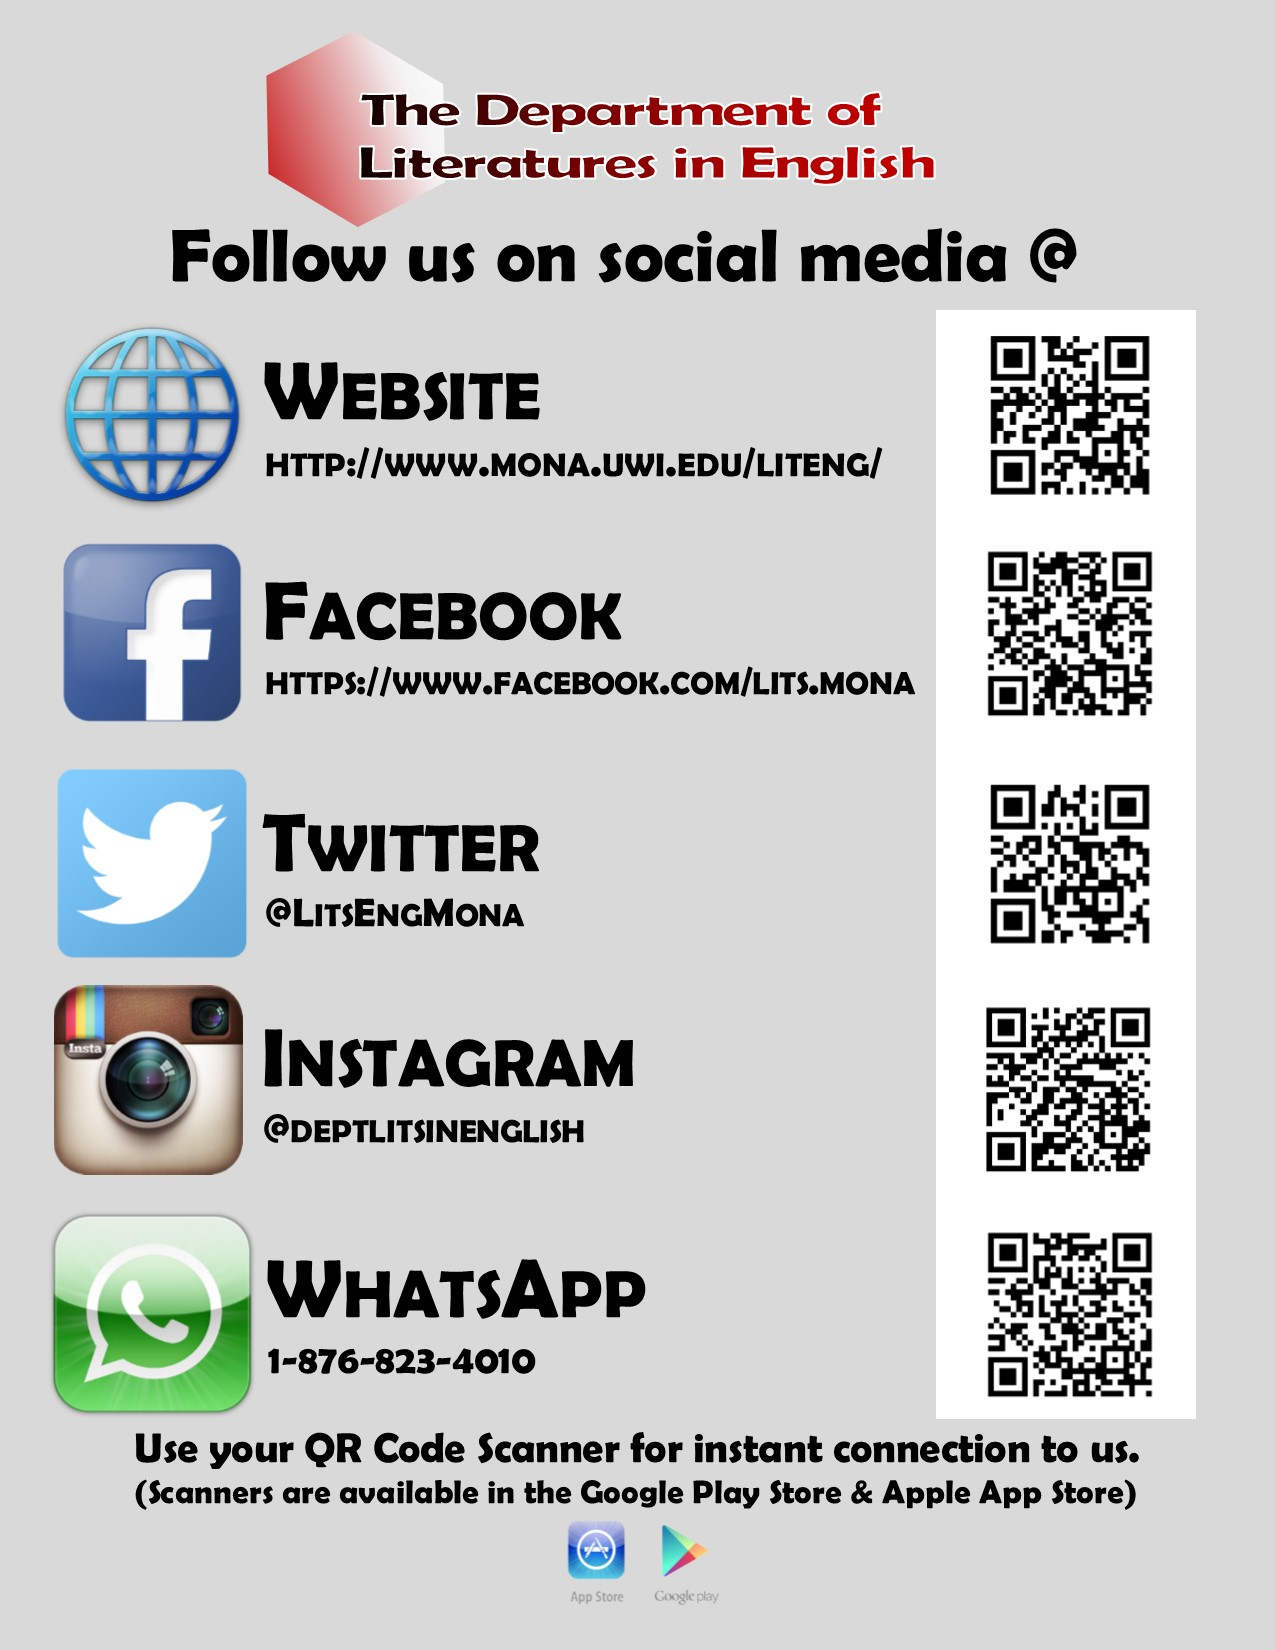 The Department of
Literatures in English
Follow us on social media @
WEBSITE
HTTP://WWW.MONA.UWI.EDU/LITENG/
FACEBOOK
HTTPS://WWW.FACEBOOK.COM/LITS.MONA
TWITTER
@LITSENGMONA
Insta
INSTAGRAM
@DEPTLITSINENGLISH
WHATSAPP
1-876-823-4010
Use your QR Code Scanner for instant connection to us.
(Scanners are available in the Google Play Store & Apple App Store)
App Store
Google play